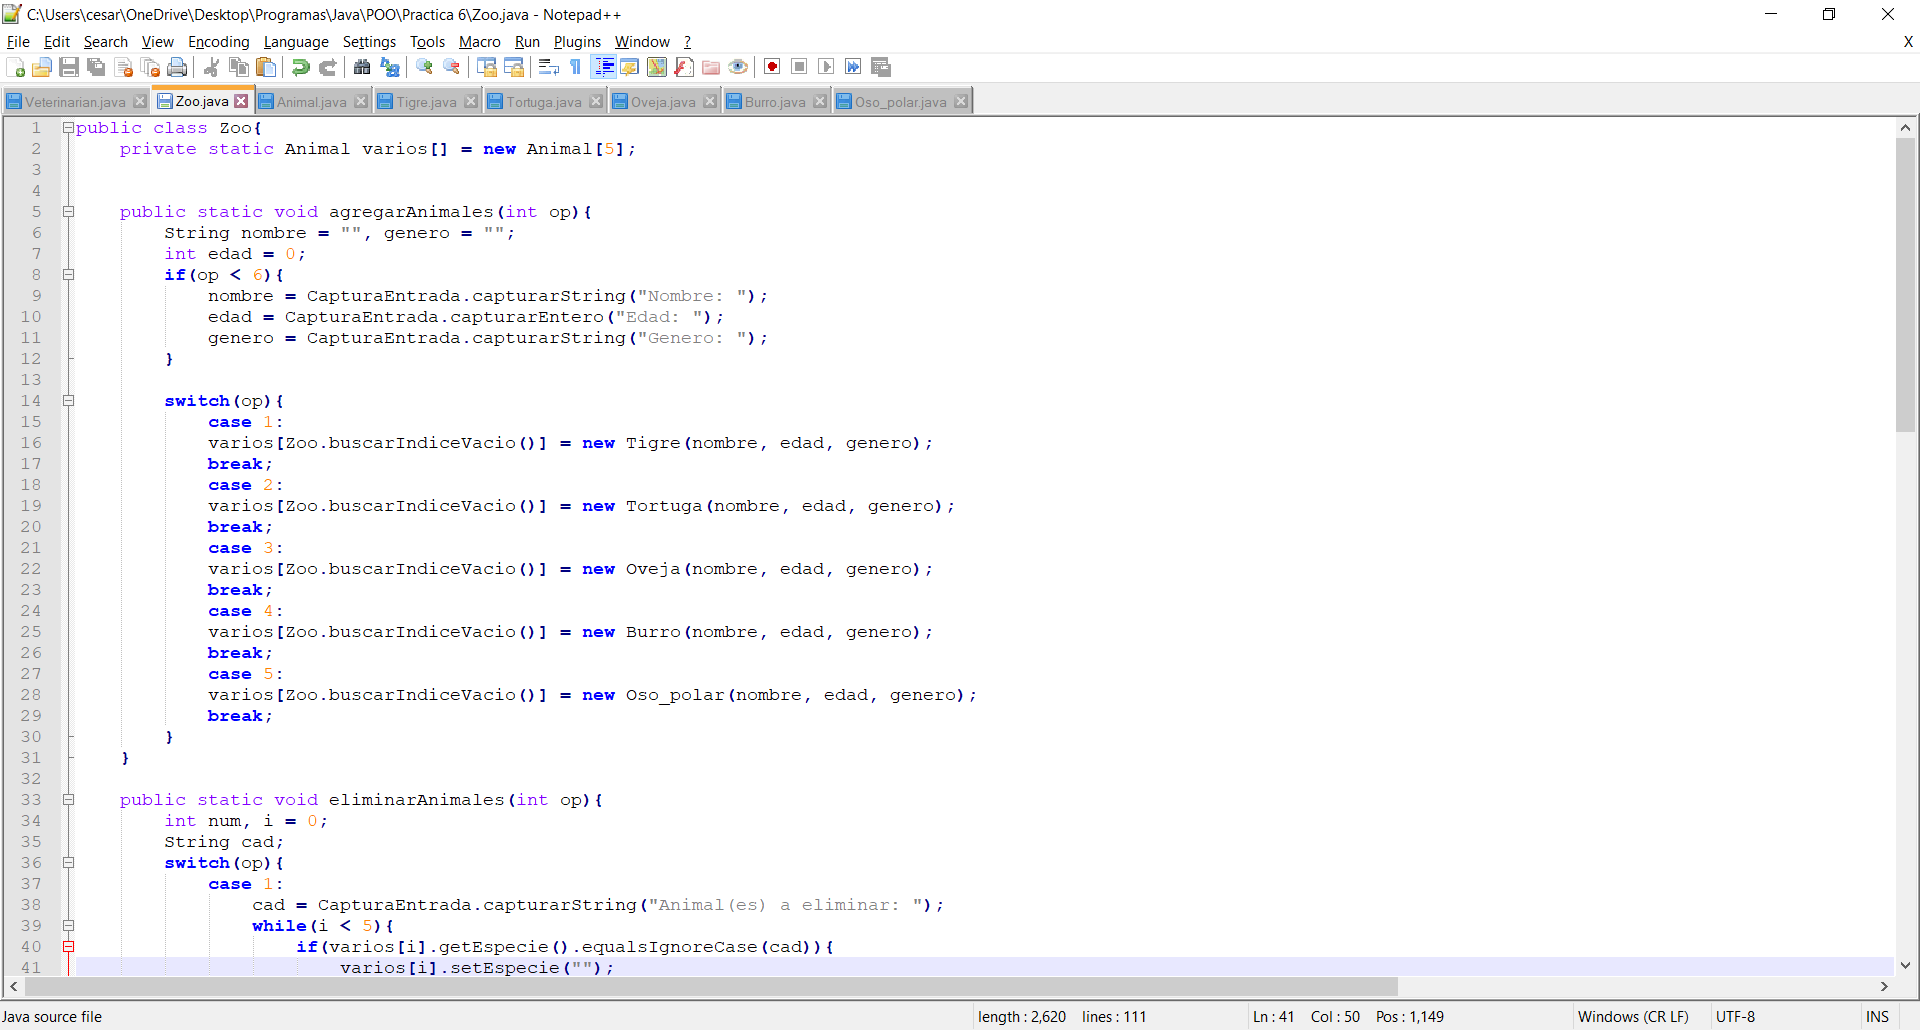 C:\Users\cesar\OneDrive\Desktop\Programas\Java\POO\Practica 6\Zoo.java - Notepad++
File Edit Search View Encoding Language Settings Tools Macro Run Plugins Window ? X
Veterinarian.java Zoo.java Animal.java Tigre.java Tortuga.java Oveja.java Burro.java Oso_polar.java
1 public class Zoo{
2 private static Animal varios[] = new Animal[5];
3
4
5 public static void agregarAnimales(int op){
6 String nombre = "", genero = "";
7 int edad = 0;
8 if(op < 6){
9 nombre = CapturaEntrada.capturarString("Nombre: ");
10 edad = CapturaEntrada.capturarEntero("Edad: ");
11 genero = CapturaEntrada.capturarString("Genero: ");
12 }
13
14 switch(op){
15 case 1:
16 varios[Zoo.buscarIndiceVacio()] = new Tigre(nombre, edad, genero);
17 break;
18 case 2:
19 varios[Zoo.buscarIndiceVacio()] = new Tortuga(nombre, edad, genero);
20 break;
21 case 3:
22 varios[Zoo.buscarIndiceVacio()] = new Oveja(nombre, edad, genero);
23 break;
24 case 4:
25 varios[Zoo.buscarIndiceVacio()] = new Burro(nombre, edad, genero);
26 break;
27 case 5:
28 varios[Zoo.buscarIndiceVacio()] = new Oso_polar(nombre, edad, genero);
29 break;
30 }
31 }
32
33 public static void eliminarAnimales(int op){
34 int num, i = 0;
35 String cad;
36 switch(op){
37 case 1:
38 cad = CapturaEntrada.capturarString("Animal(es) a eliminar: ");
39 while(i < 5){
40 if(varios[i].getEspecie().equalsIgnoreCase(cad)){
41 varios[i].setEspecie("");
Java source file length : 2,620 lines : 111 Ln : 41 Col : 50 Pos : 1,149 Windows (CR LF) UTF-8 INS